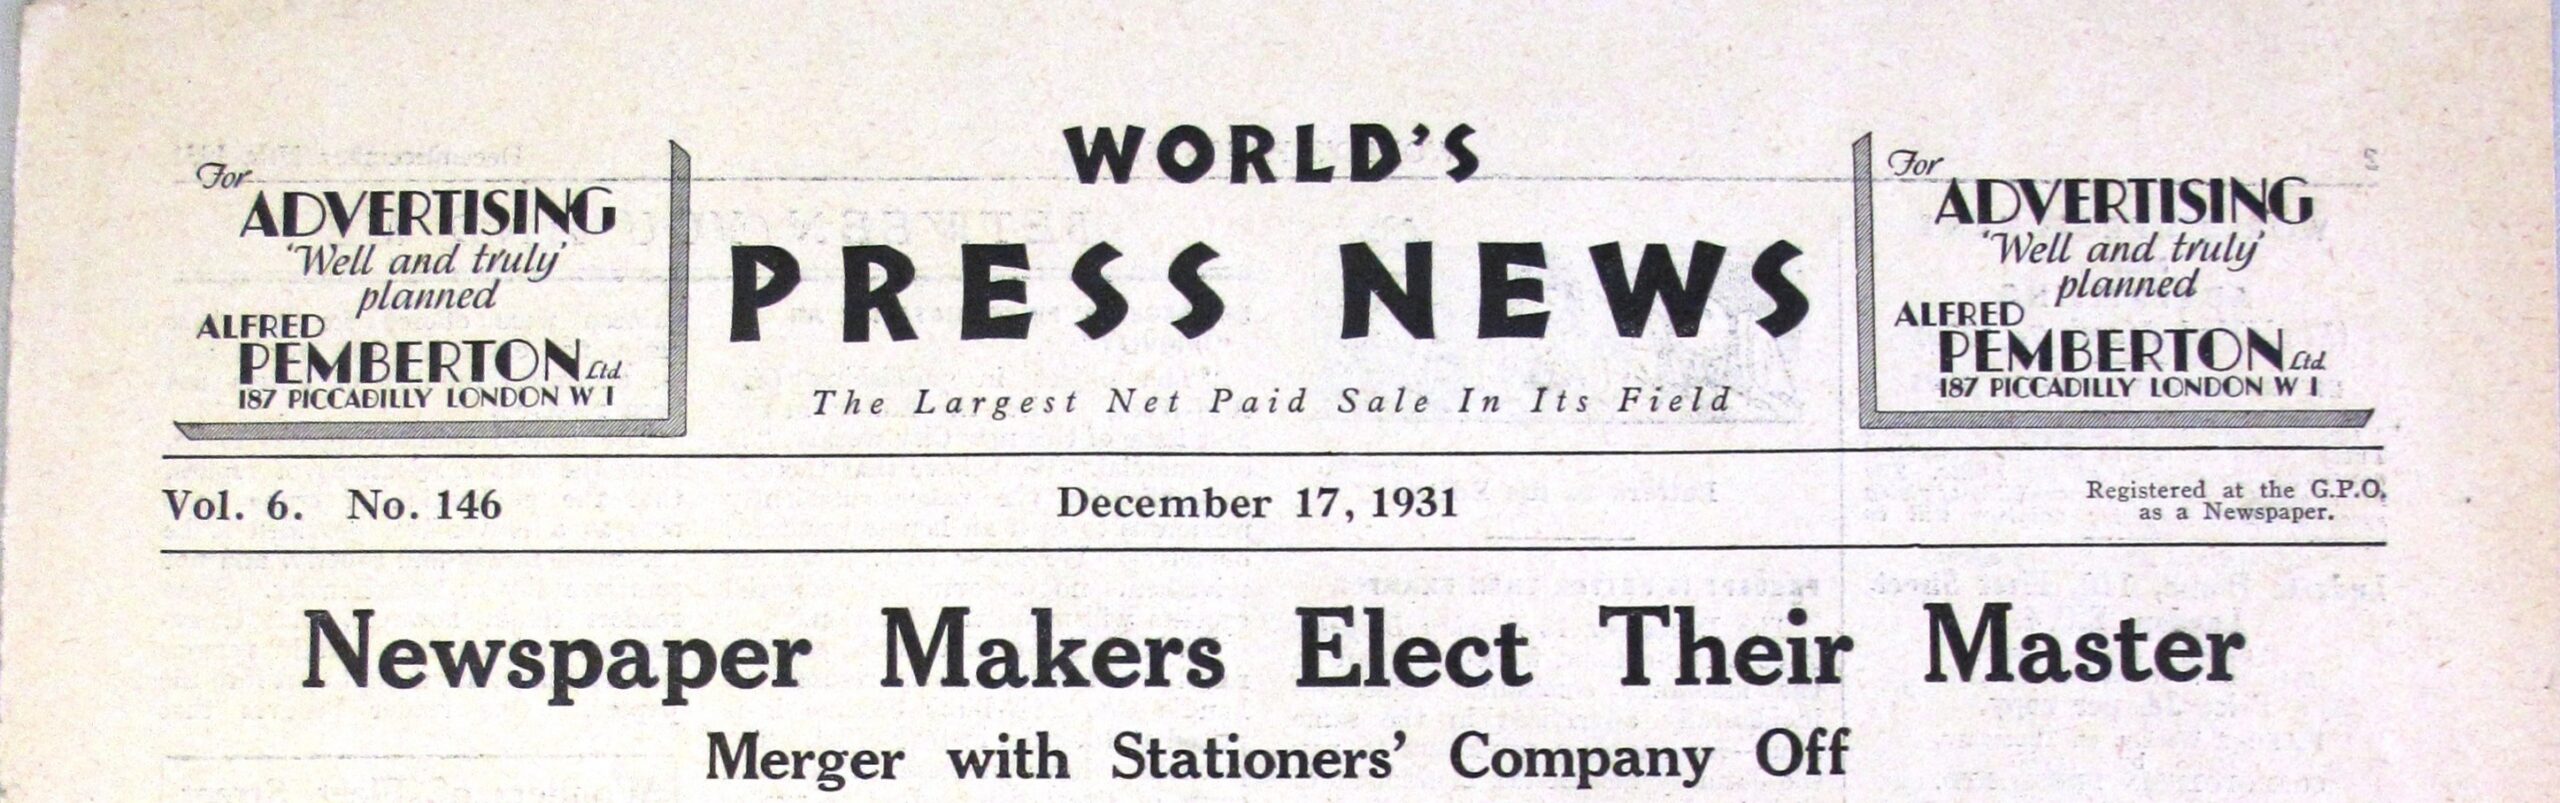 For
ADVERTISING
'Well and truly'
planned
ALFRED
PEMBERTON Ltd
187 PICCADILLY LONDON W 1
WORLD'S
PRESS NEWS
The Largest Net Paid Sale In Its Field
For
ADVERTISING
'Well and truly'
planned
ALFRED
PEMBERTON Ltd
187 PICCADILLY LONDON W 1
Vol. 6. No. 146
December 17, 1931
Registered at the G.P.O.
as a Newspaper.
Newspaper Makers Elect Their Master
Merger with Stationers' Company Off